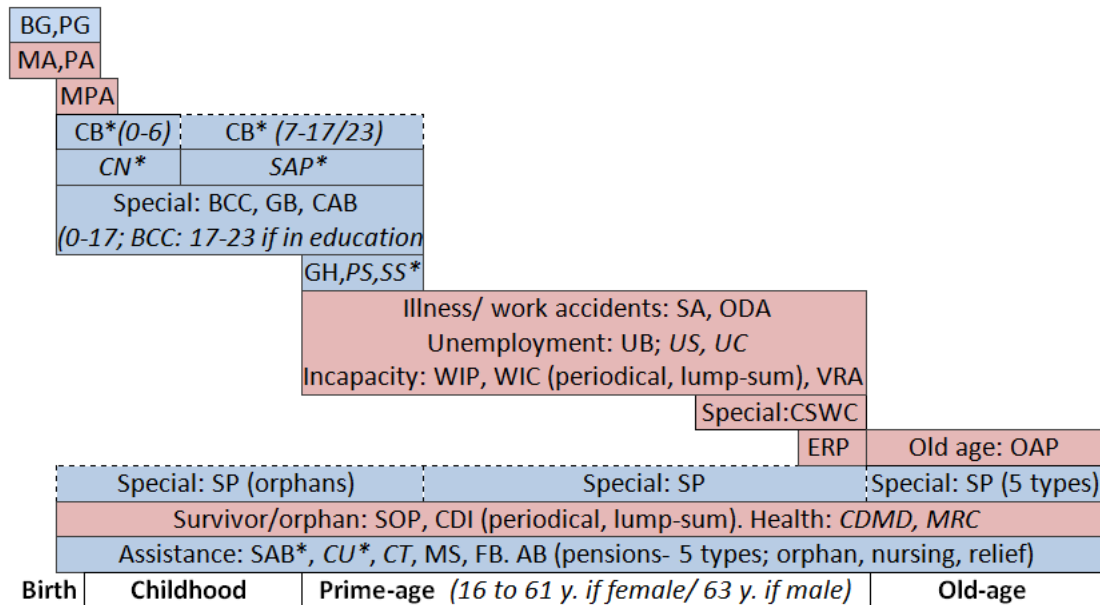 BG,PG
MA,PA
MPA
CB*(0-6) CB* (7-17/23)
CN* SAP*
Special: BCC, GB, CAB
(0-17; BCC: 17-23 if in education
GH,PS,SS*
Illness/ work accidents: SA, ODA
Unemployment: UB; US, UC
Incapacity: WIP, WIC (periodical, lump-sum), VRA
Special:CSWC
ERP Old age: OAP
Special: SP (orphans) Special: SP Special: SP (5 types)
Survivor/orphan: SOP, CDI (periodical, lump-sum). Health: CDMD, MRC
Assistance: SAB*, CU*, CT, MS, FB. AB (pensions- 5 types; orphan, nursing, relief)
Birth Childhood Prime-age (16 to 61 y. if female/ 63 y. if male) Old-age